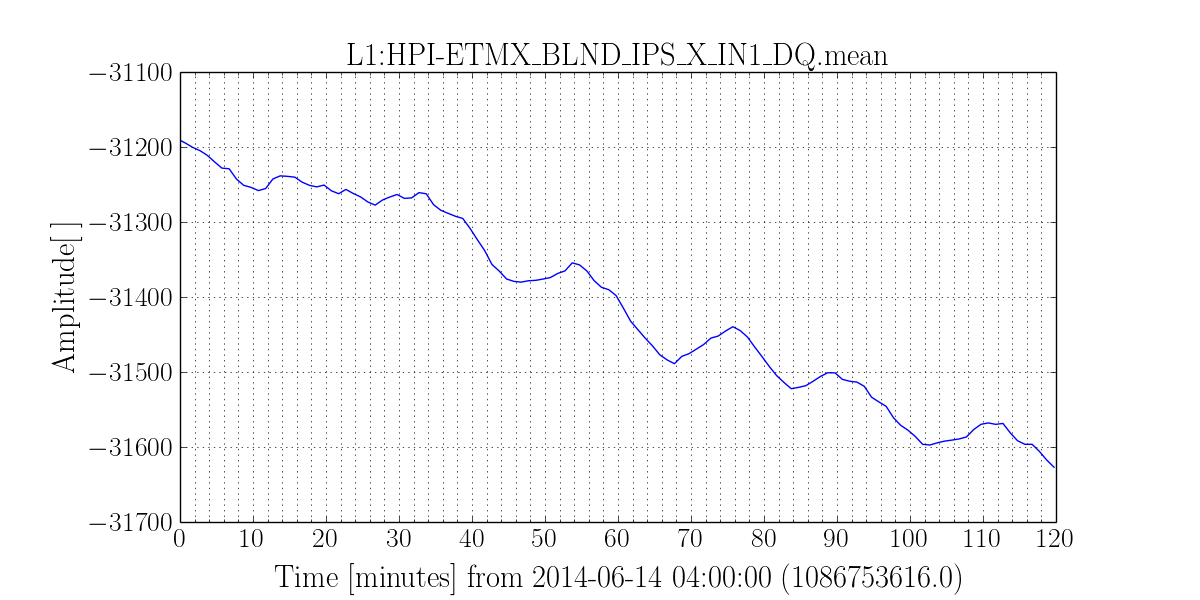 L1:HPI-ETMX_BLND_IPS_X_IN1_DQ.mean
−31100
−31200
−31300
−31400
−31500
−31600
−31700
Amplitude[ ]
0 10 20 30 40 50 60 70 80 90 100 110 120
Time [minutes] from 2014-06-14 04:00:00 (1086753616.0)